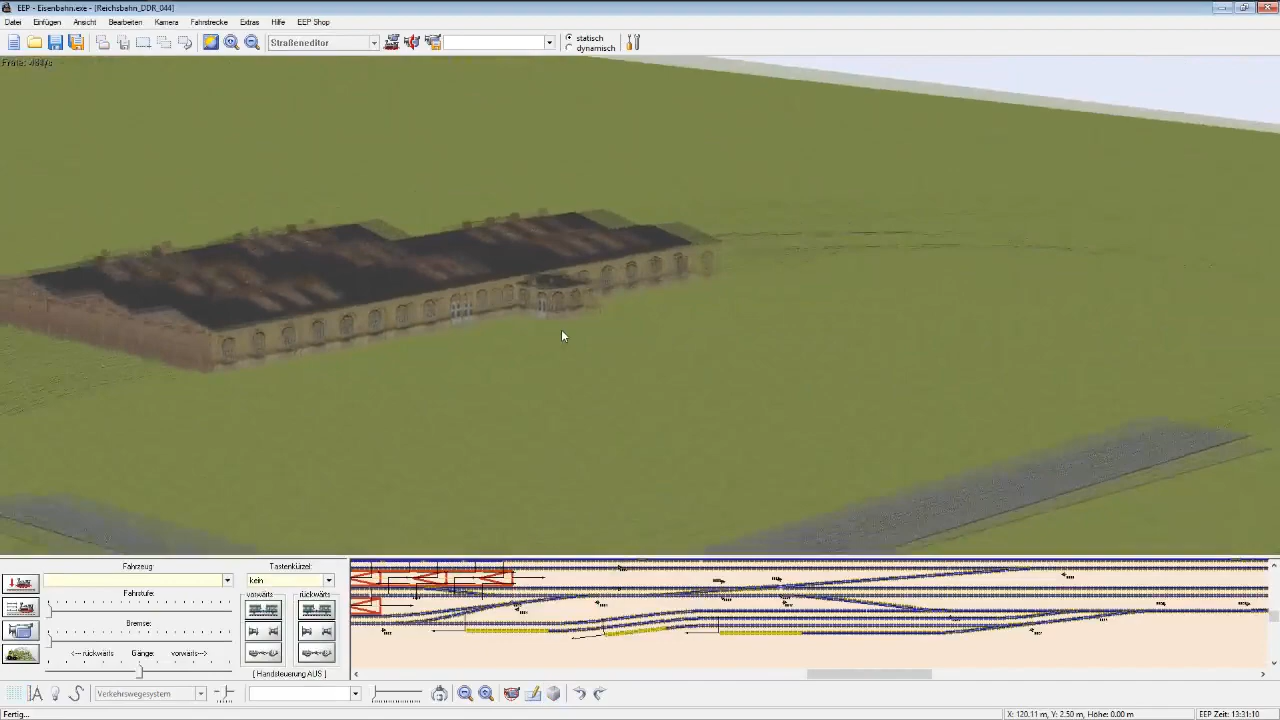 EEP - Eisenbahn.exe - [Reichsbahn_DDR_044]
Datei Einfügen Ansicht Bearbeiten Kamera Fahrstrecke Extras Hilfe EEP Shop
Straßeneditor
statisch
dynamisch
Fahrzeug: Tastenkürzel:
kein
Fahrstufe: vorwärts rückwärts
Bremse:
<--- rückwärts Gänge: vorwärts-->
[ Handsteuerung AUS ]
Verkehrswegesystem
Fertig... X: 120.11 m, Y: 2.50 m, Höhe: 0.00 m EEP Zeit: 13:31:10